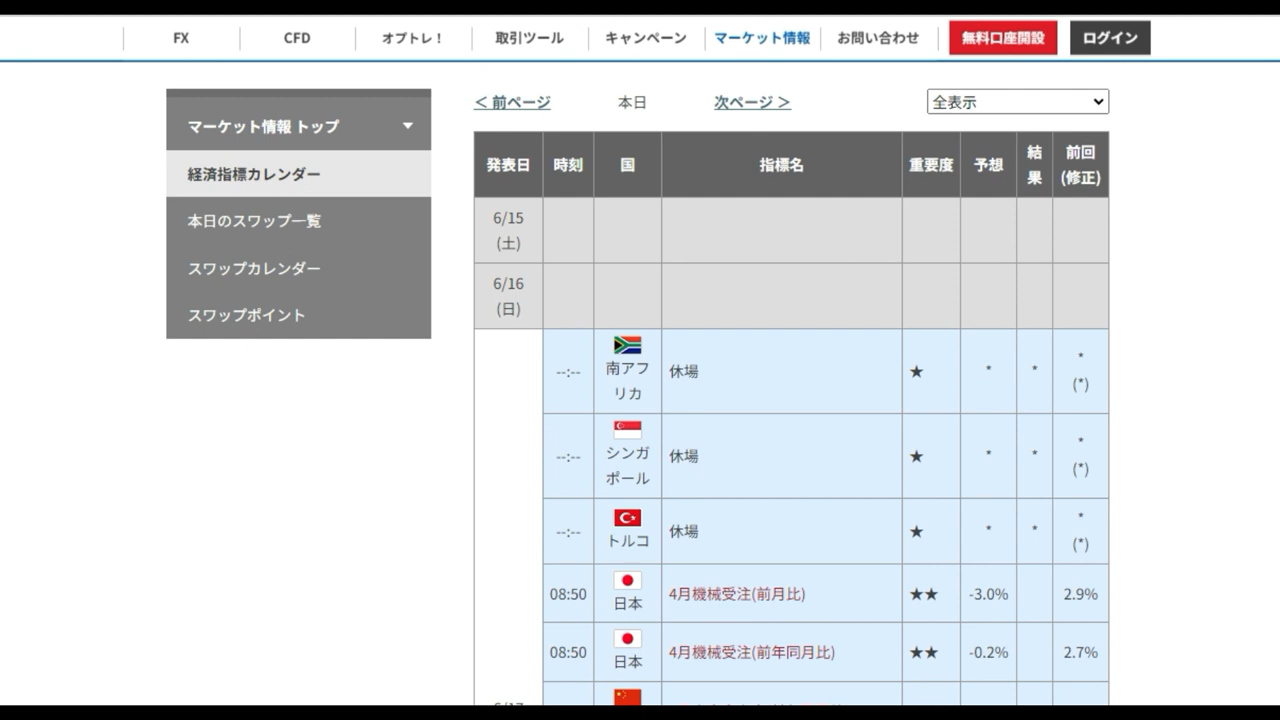 FX CFD オプトレ! 取引ツール キャンペーン マーケット情報 お問い合わせ 無料口座開設 ログイン
マーケット情報 トップ
経済指標カレンダー
本日のスワップ一覧
スワップカレンダー
スワップポイント
< 前ページ 本日 次ページ > 全表示
発表日 時刻 国 指標名 重要度 予想 結果 前回(修正)
6/15
(土)
6/16
(日)
--:-- 南アフリカ 休場 ★ * * * (*)
--:-- シンガポール 休場 ★ * * * (*)
--:-- トルコ 休場 ★ * * * (*)
08:50 日本 4月機械受注(前月比) ★★ -3.0% 2.9%
08:50 日本 4月機械受注(前年同月比) ★★ -0.2% 2.7%